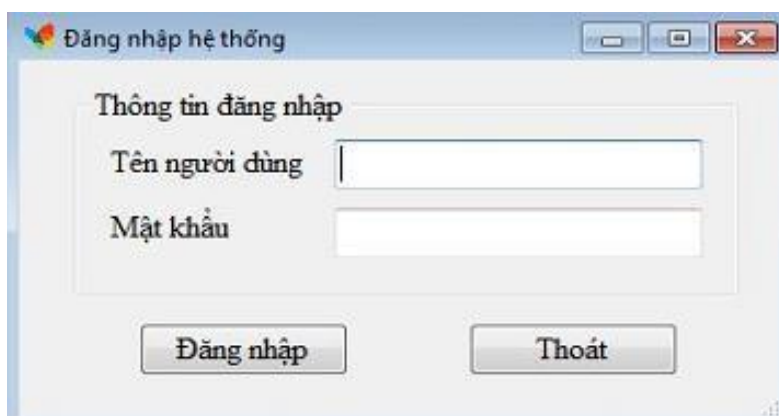 Đăng nhập hệ thống
Thông tin đăng nhập
Tên người dùng
Mật khẩu
Đăng nhập Thoát